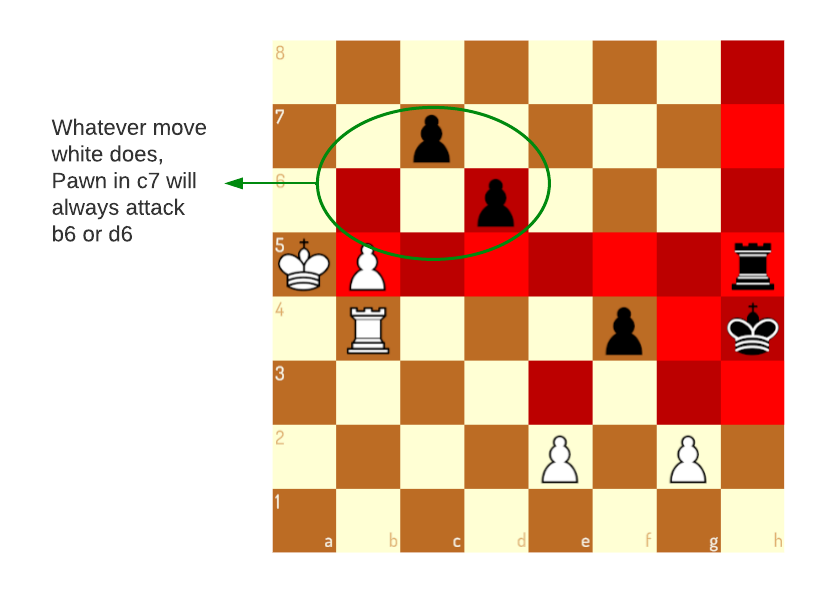 Whatever move
white does,
Pawn in c7 will
always attack
b6 or d6
8
7
6
5
4
3
2
1
a b c d e f g h